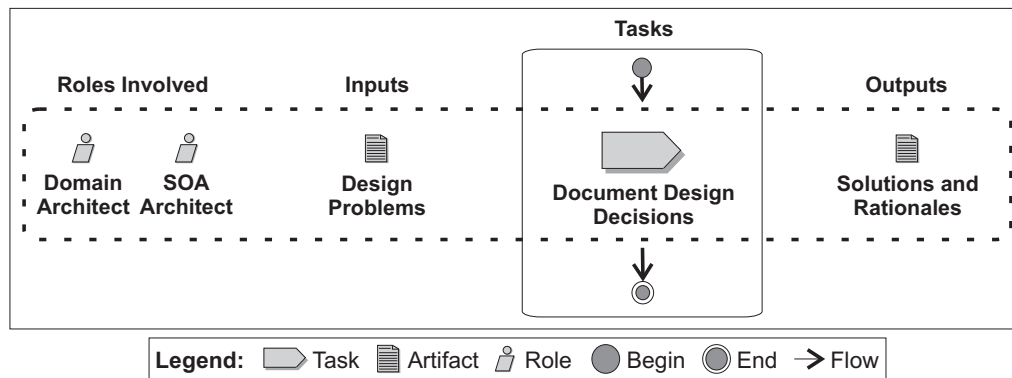 Tasks
Roles Involved
Inputs
Outputs
Domain
Architect
SOA
Architect
Design
Problems
Document Design
Decisions
Solutions and
Rationales
Legend: Task Artifact Role Begin End Flow